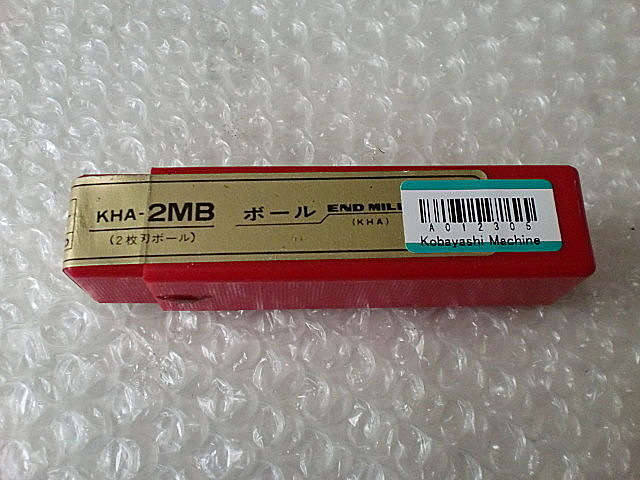 KHA-2MB
(2枚刃ボール)
ボール END MILL
(KHA)
A012305
Kobayashi Machine